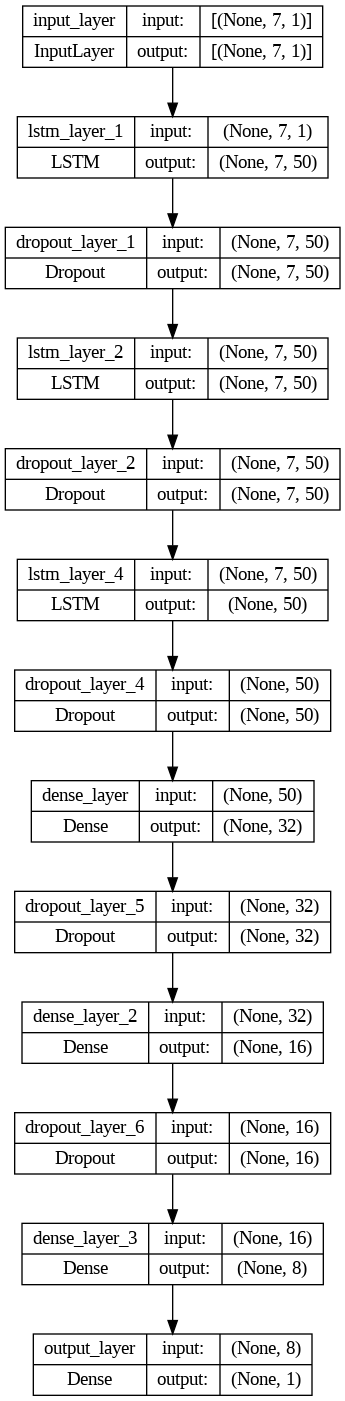 input_layer input: [(None, 7, 1)]
InputLayer output: [(None, 7, 1)]
lstm_layer_1 input: (None, 7, 1)
LSTM output: (None, 7, 50)
dropout_layer_1 input: (None, 7, 50)
Dropout output: (None, 7, 50)
lstm_layer_2 input: (None, 7, 50)
LSTM output: (None, 7, 50)
dropout_layer_2 input: (None, 7, 50)
Dropout output: (None, 7, 50)
lstm_layer_4 input: (None, 7, 50)
LSTM output: (None, 50)
dropout_layer_4 input: (None, 50)
Dropout output: (None, 50)
dense_layer input: (None, 50)
Dense output: (None, 32)
dropout_layer_5 input: (None, 32)
Dropout output: (None, 32)
dense_layer_2 input: (None, 32)
Dense output: (None, 16)
dropout_layer_6 input: (None, 16)
Dropout output: (None, 16)
dense_layer_3 input: (None, 16)
Dense output: (None, 8)
output_layer input: (None, 8)
Dense output: (None, 1)